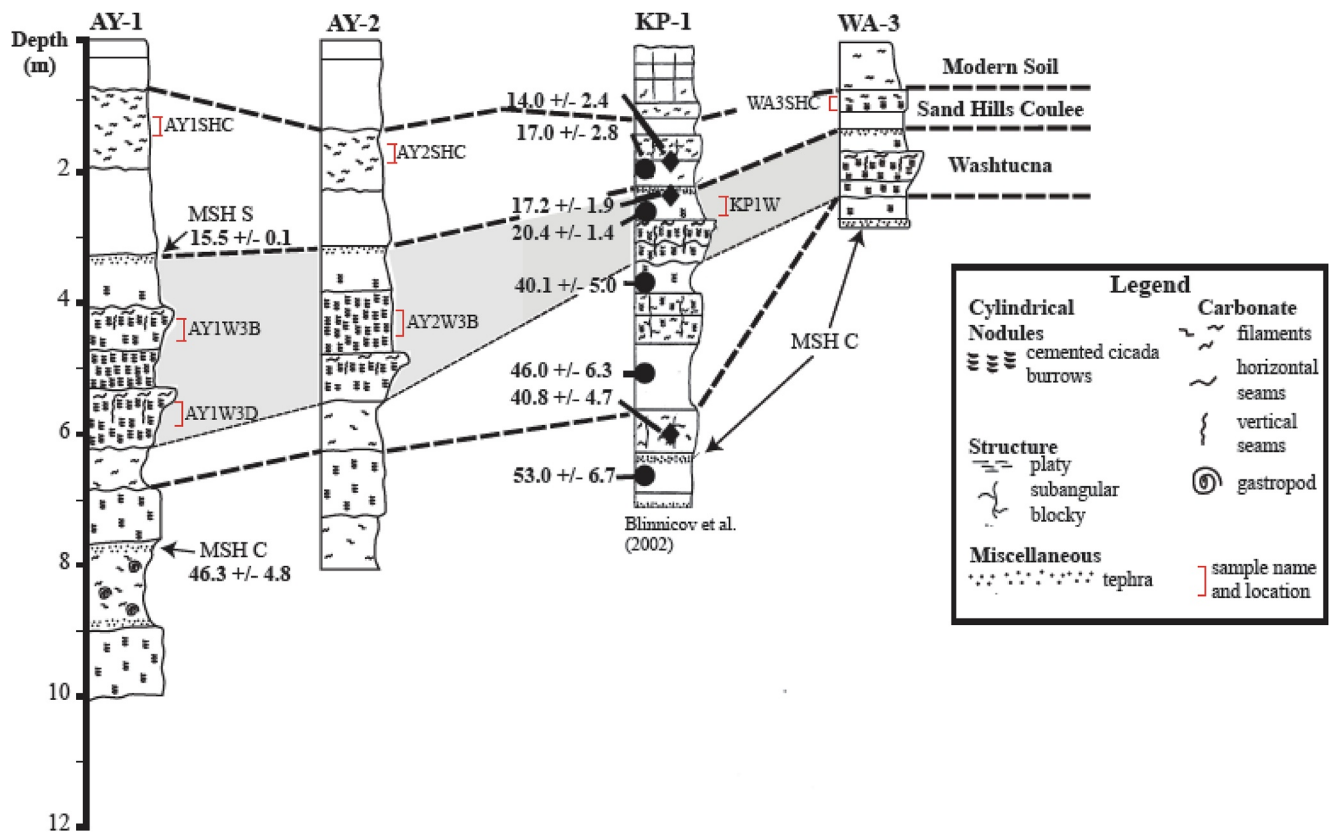 AY-1
AY-2
KP-1
WA-3
Depth
(m)
2
4
6
8
10
12
AY1SHC
MSH S
15.5 +/- 0.1
AY1W3B
AY1W3D
MSH C
46.3 +/- 4.8
AY2SHC
AY2W3B
14.0 +/- 2.4
17.0 +/- 2.8
17.2 +/- 1.9
20.4 +/- 1.4
40.1 +/- 5.0
46.0 +/- 6.3
40.8 +/- 4.7
53.0 +/- 6.7
KP1W
Blinnicov et al.
(2002)
WA3SHC
MSH C
Modern Soil
Sand Hills Coulee
Washtucna
Legend
Cylindrical
Nodules
cemented cicada
burrows
Structure
platy
subangular
blocky
Miscellaneous
tephra
Carbonate
filaments
horizontal
seams
vertical
seams
gastropod
sample name
and location